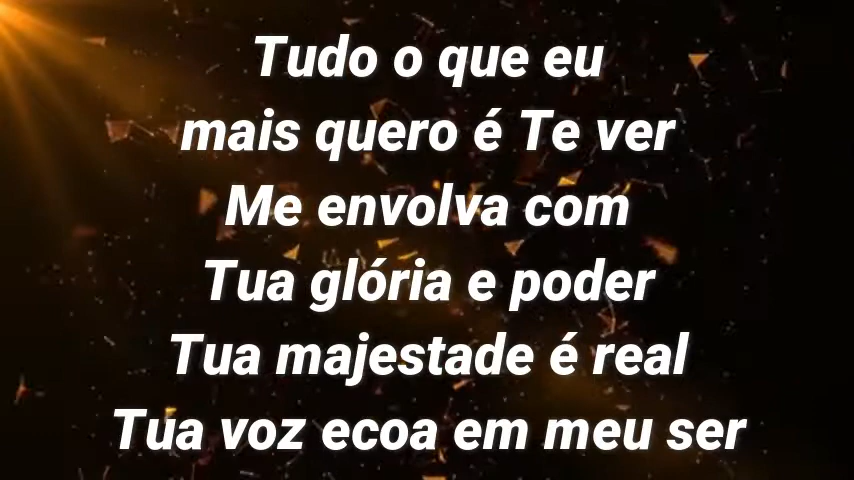 Tudo o que eu
mais quero é Te ver
Me envolva com
Tua glória e poder
Tua majestade é real
Tua voz ecoa em meu ser